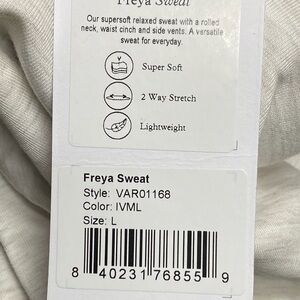 Freya Sweat
Our supersoft relaxed sweat with a rolled
neck, waist cinch and side vents. A versatile
sweat for everyday.
Super Soft
2 Way Stretch
Lightweight
Freya Sweat
Style: VAR01168
Color: IVML
Size: L
8 40231 76855 9